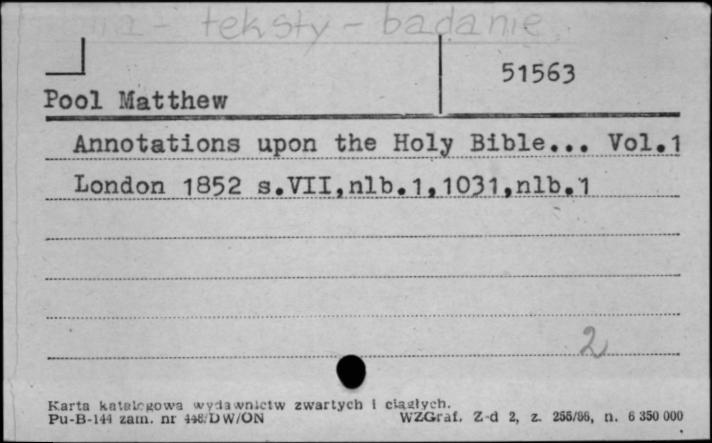 - teksty - badanie
51563
Pool Matthew
Annotations upon the Holy Bible... Vol.1
London 1852 s.VII,nlb.1,1031,nlb.1
2
Karta katalogowa wydawnictw zwartych i ciągłych.
Pu-B-144 zam. nr 448/DW/ON WZGraf. Z-d 2, z. 256/86, n. 6 350 000